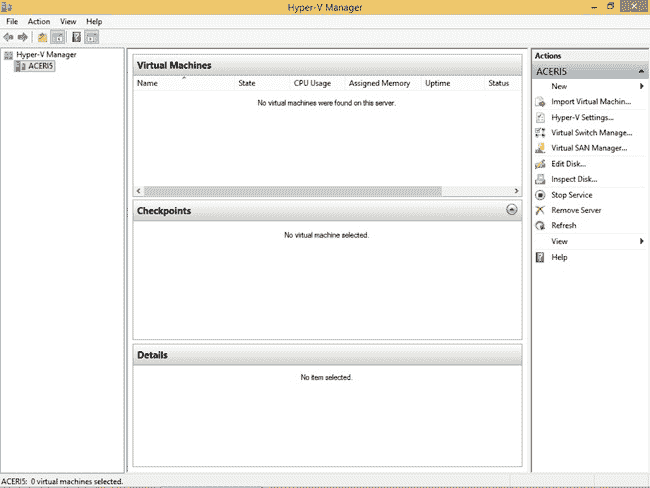 Hyper-V Manager
File Action View Help
Hyper-V Manager
ACERI5
Virtual Machines
Name State CPU Usage Assigned Memory Uptime Status
No virtual machines were found on this server.
Checkpoints
No virtual machine selected.
Details
No item selected.
Actions
ACERI5
New
Import Virtual Machin...
Hyper-V Settings...
Virtual Switch Manage...
Virtual SAN Manager...
Edit Disk...
Inspect Disk...
Stop Service
Remove Server
Refresh
View
Help
ACERI5: 0 virtual machines selected.